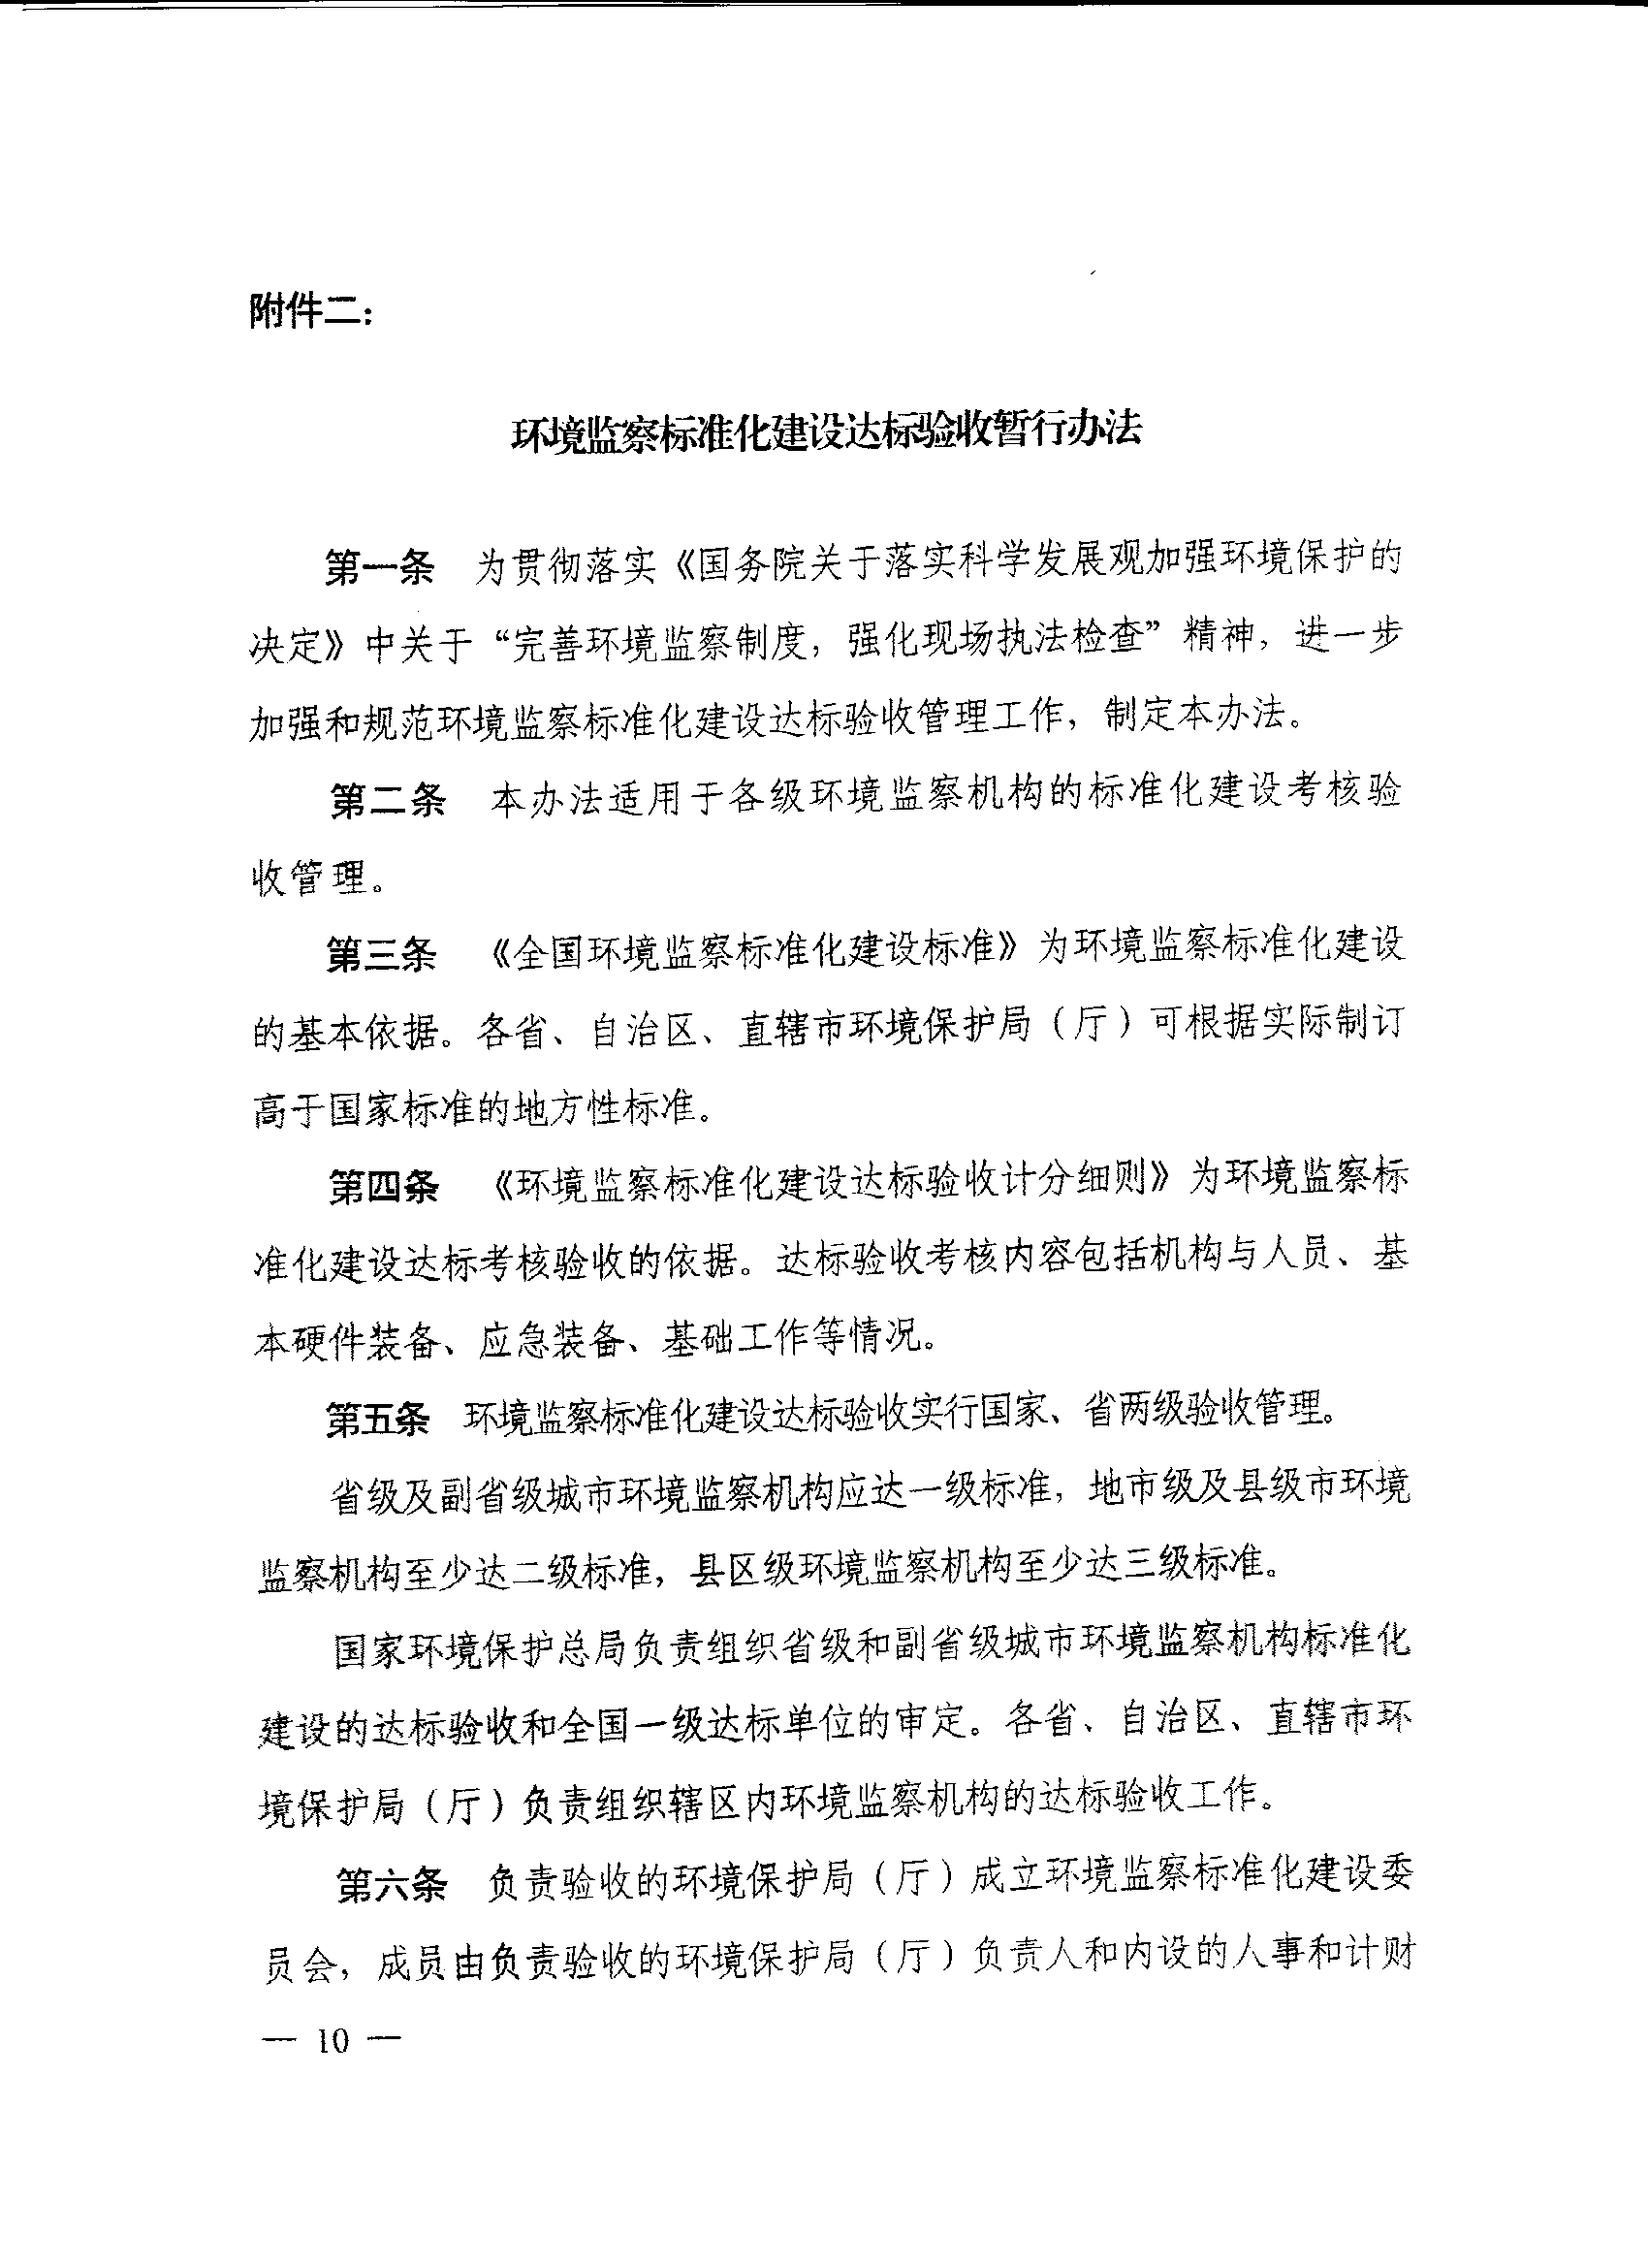 附件二：
环境监察标准化建设达标验收暂行办法
第一条 为贯彻落实《国务院关于落实科学发展观加强环境保护的
决定》中关于“完善环境监察制度，强化现场执法检查”精神，进一步
加强和规范环境监察标准化建设达标验收管理工作，制定本办法。
第二条 本办法适用于各级环境监察机构的标准化建设考核验
收管理。
第三条 《全国环境监察标准化建设标准》为环境监察标准化建设
的基本依据。各省、自治区、直辖市环境保护局（厅）可根据实际制订
高于国家标准的地方性标准。
第四条 《环境监察标准化建设达标验收计分细则》为环境监察标
准化建设达标考核验收的依据。达标验收考核内容包括机构与人员、基
本硬件装备、应急装备、基础工作等情况。
第五条 环境监察标准化建设达标验收实行国家、省两级验收管理。
省级及副省级城市环境监察机构应达一级标准，地市级及县级市环境
监察机构至少达二级标准，县区级环境监察机构至少达三级标准。
国家环境保护总局负责组织省级和副省级城市环境监察机构标准化
建设的达标验收和全国一级达标单位的审定。各省、自治区、直辖市环
境保护局（厅）负责组织辖区内环境监察机构的达标验收工作。
第六条 负责验收的环境保护局（厅）成立环境监察标准化建设委
员会，成员由负责验收的环境保护局（厅）负责人和内设的人事和计财
— 10 —